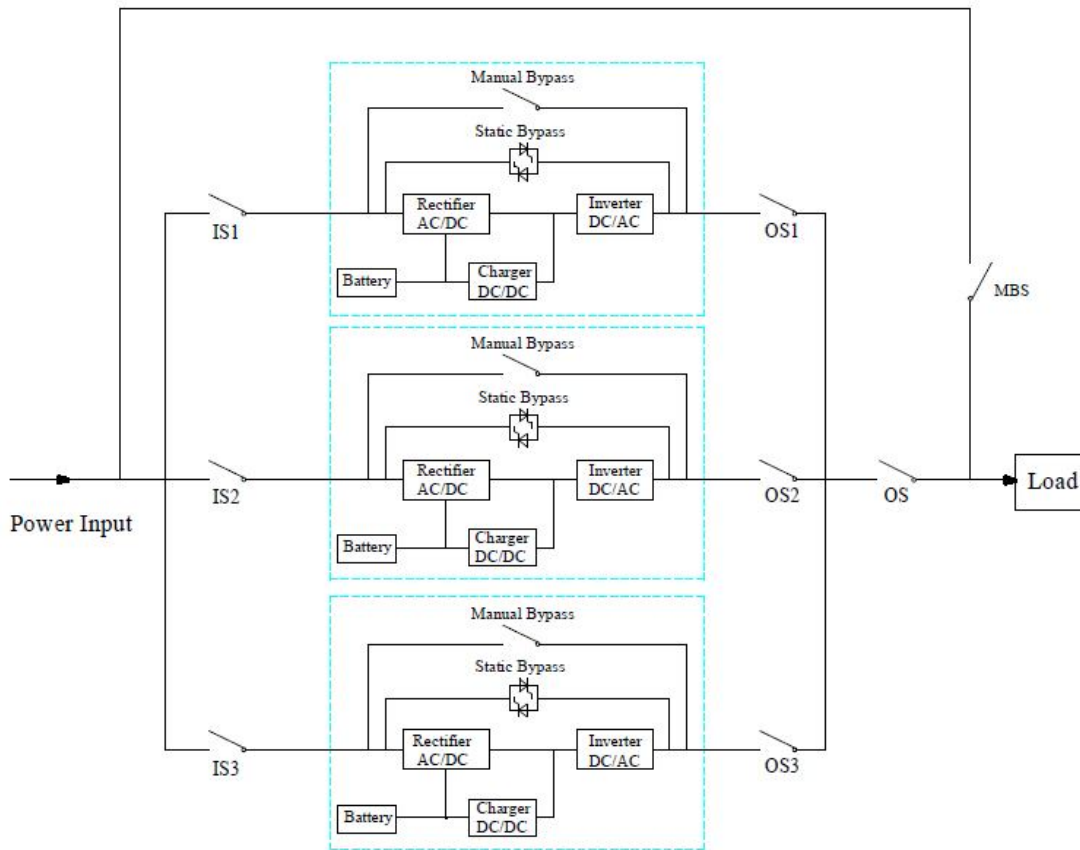 Manual Bypass
Static Bypass
Rectifier
AC/DC
Inverter
DC/AC
IS1
OS1
Battery
Charger
DC/DC
MBS
Manual Bypass
Static Bypass
Rectifier
AC/DC
Inverter
DC/AC
IS2
OS2
OS
Load
Power Input
Battery
Charger
DC/DC
Manual Bypass
Static Bypass
Rectifier
AC/DC
Inverter
DC/AC
IS3
OS3
Battery
Charger
DC/DC